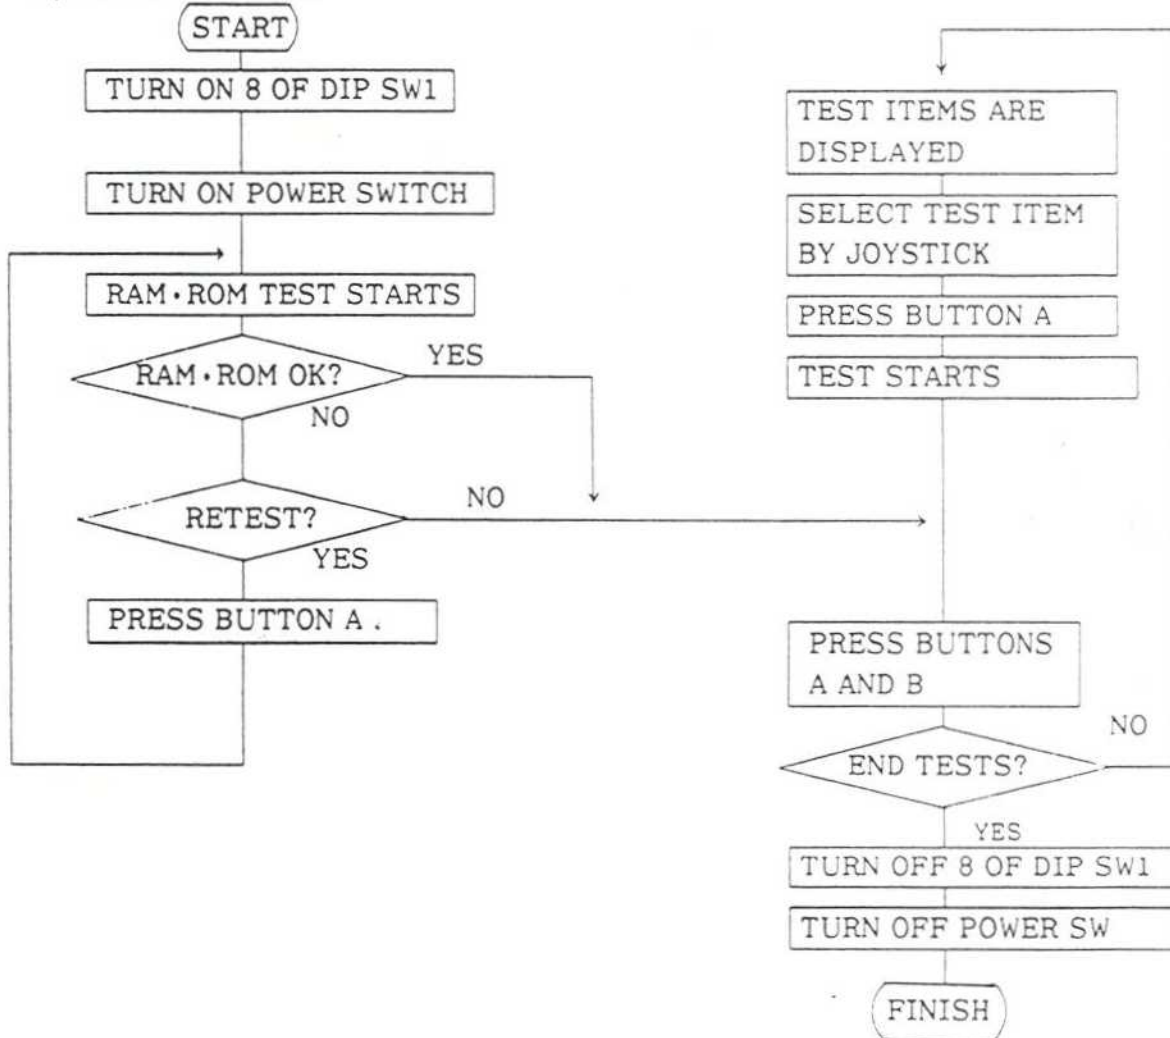 START
TURN ON 8 OF DIP SW1
TURN ON POWER SWITCH
RAM·ROM TEST STARTS
RAM·ROM OK?
YES
NO
RETEST?
NO
YES
PRESS BUTTON A .
TEST ITEMS ARE
DISPLAYED
SELECT TEST ITEM
BY JOYSTICK
PRESS BUTTON A
TEST STARTS
PRESS BUTTONS
A AND B
END TESTS?
NO
YES
TURN OFF 8 OF DIP SW1
TURN OFF POWER SW
FINISH